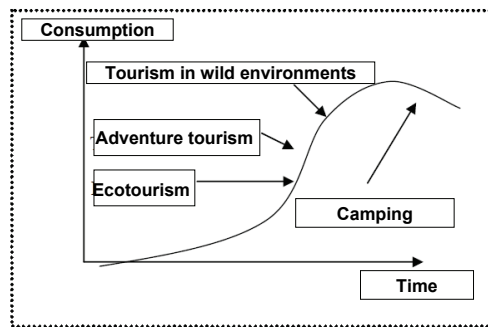 Consumption
Tourism in wild environments
Adventure tourism
Ecotourism
Camping
Time